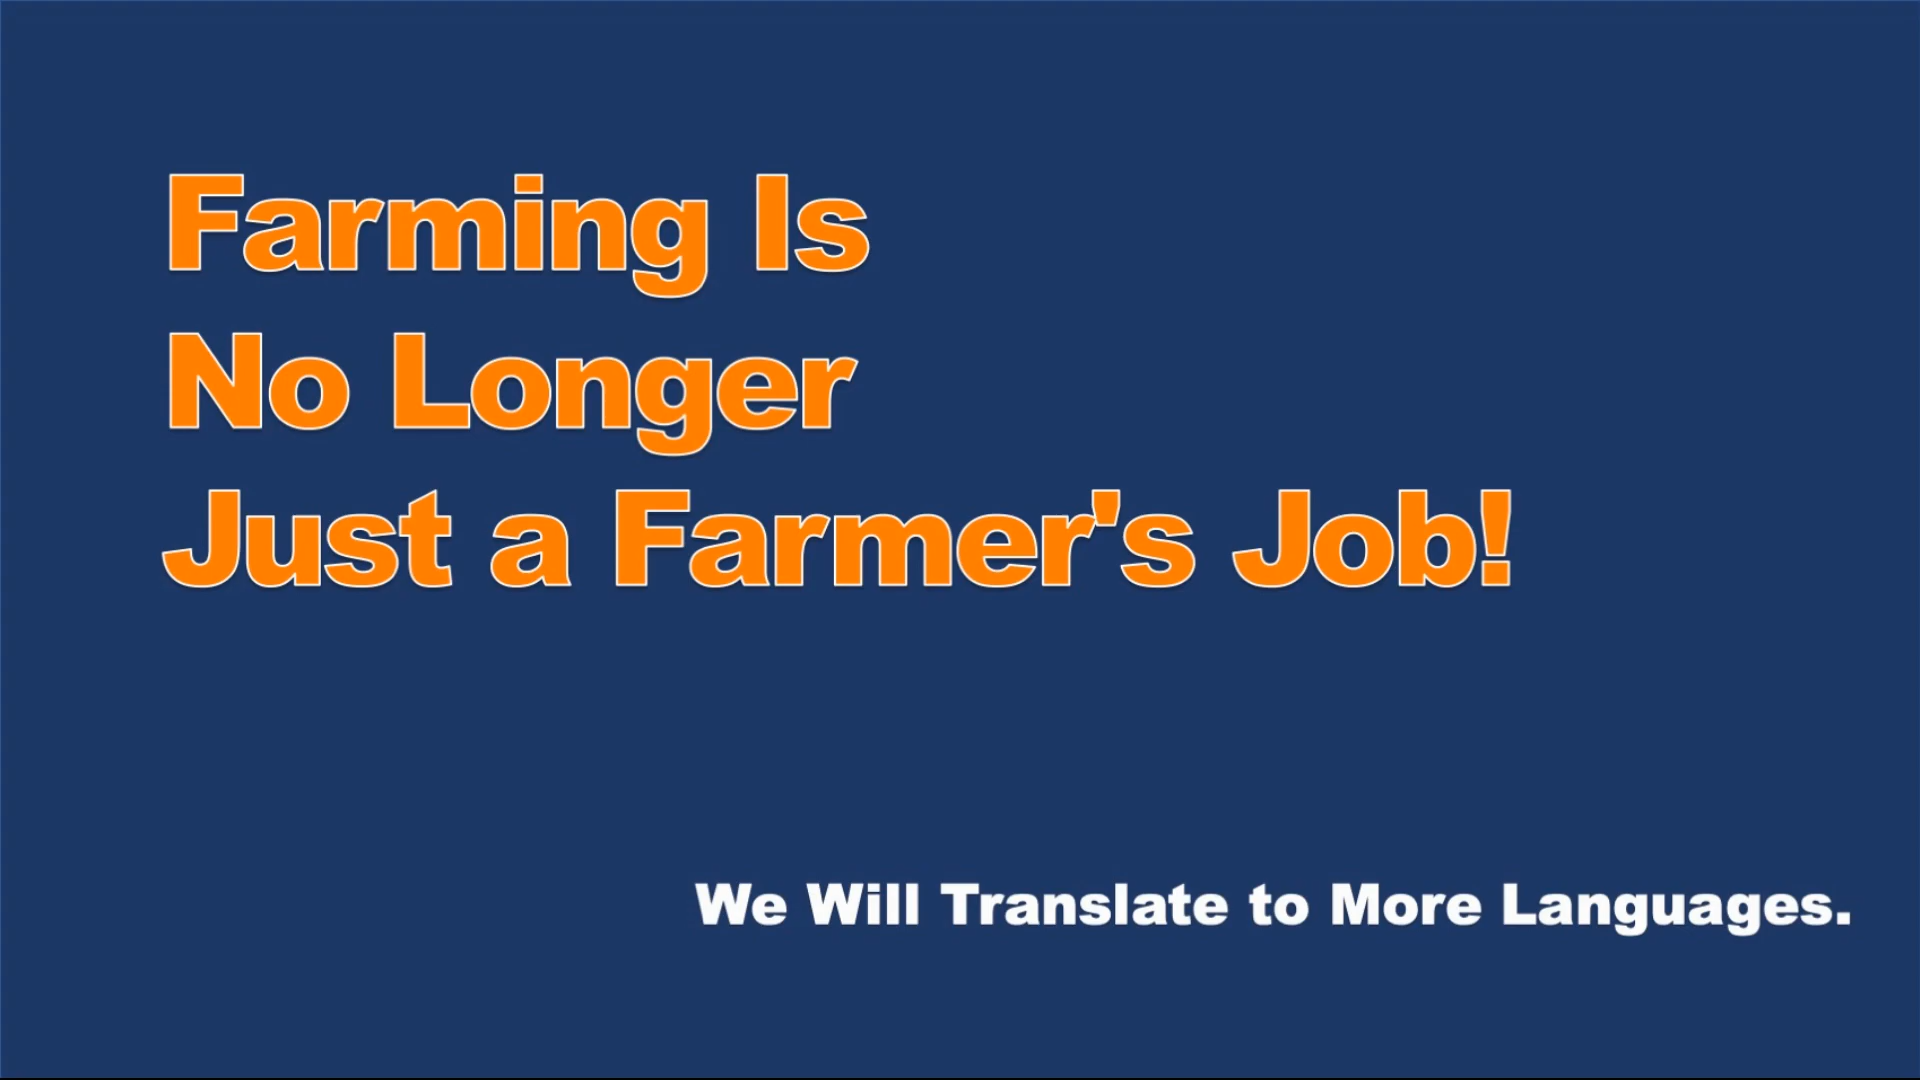 Farming Is
No Longer
Just a Farmer's Job!
We Will Translate to More Languages.